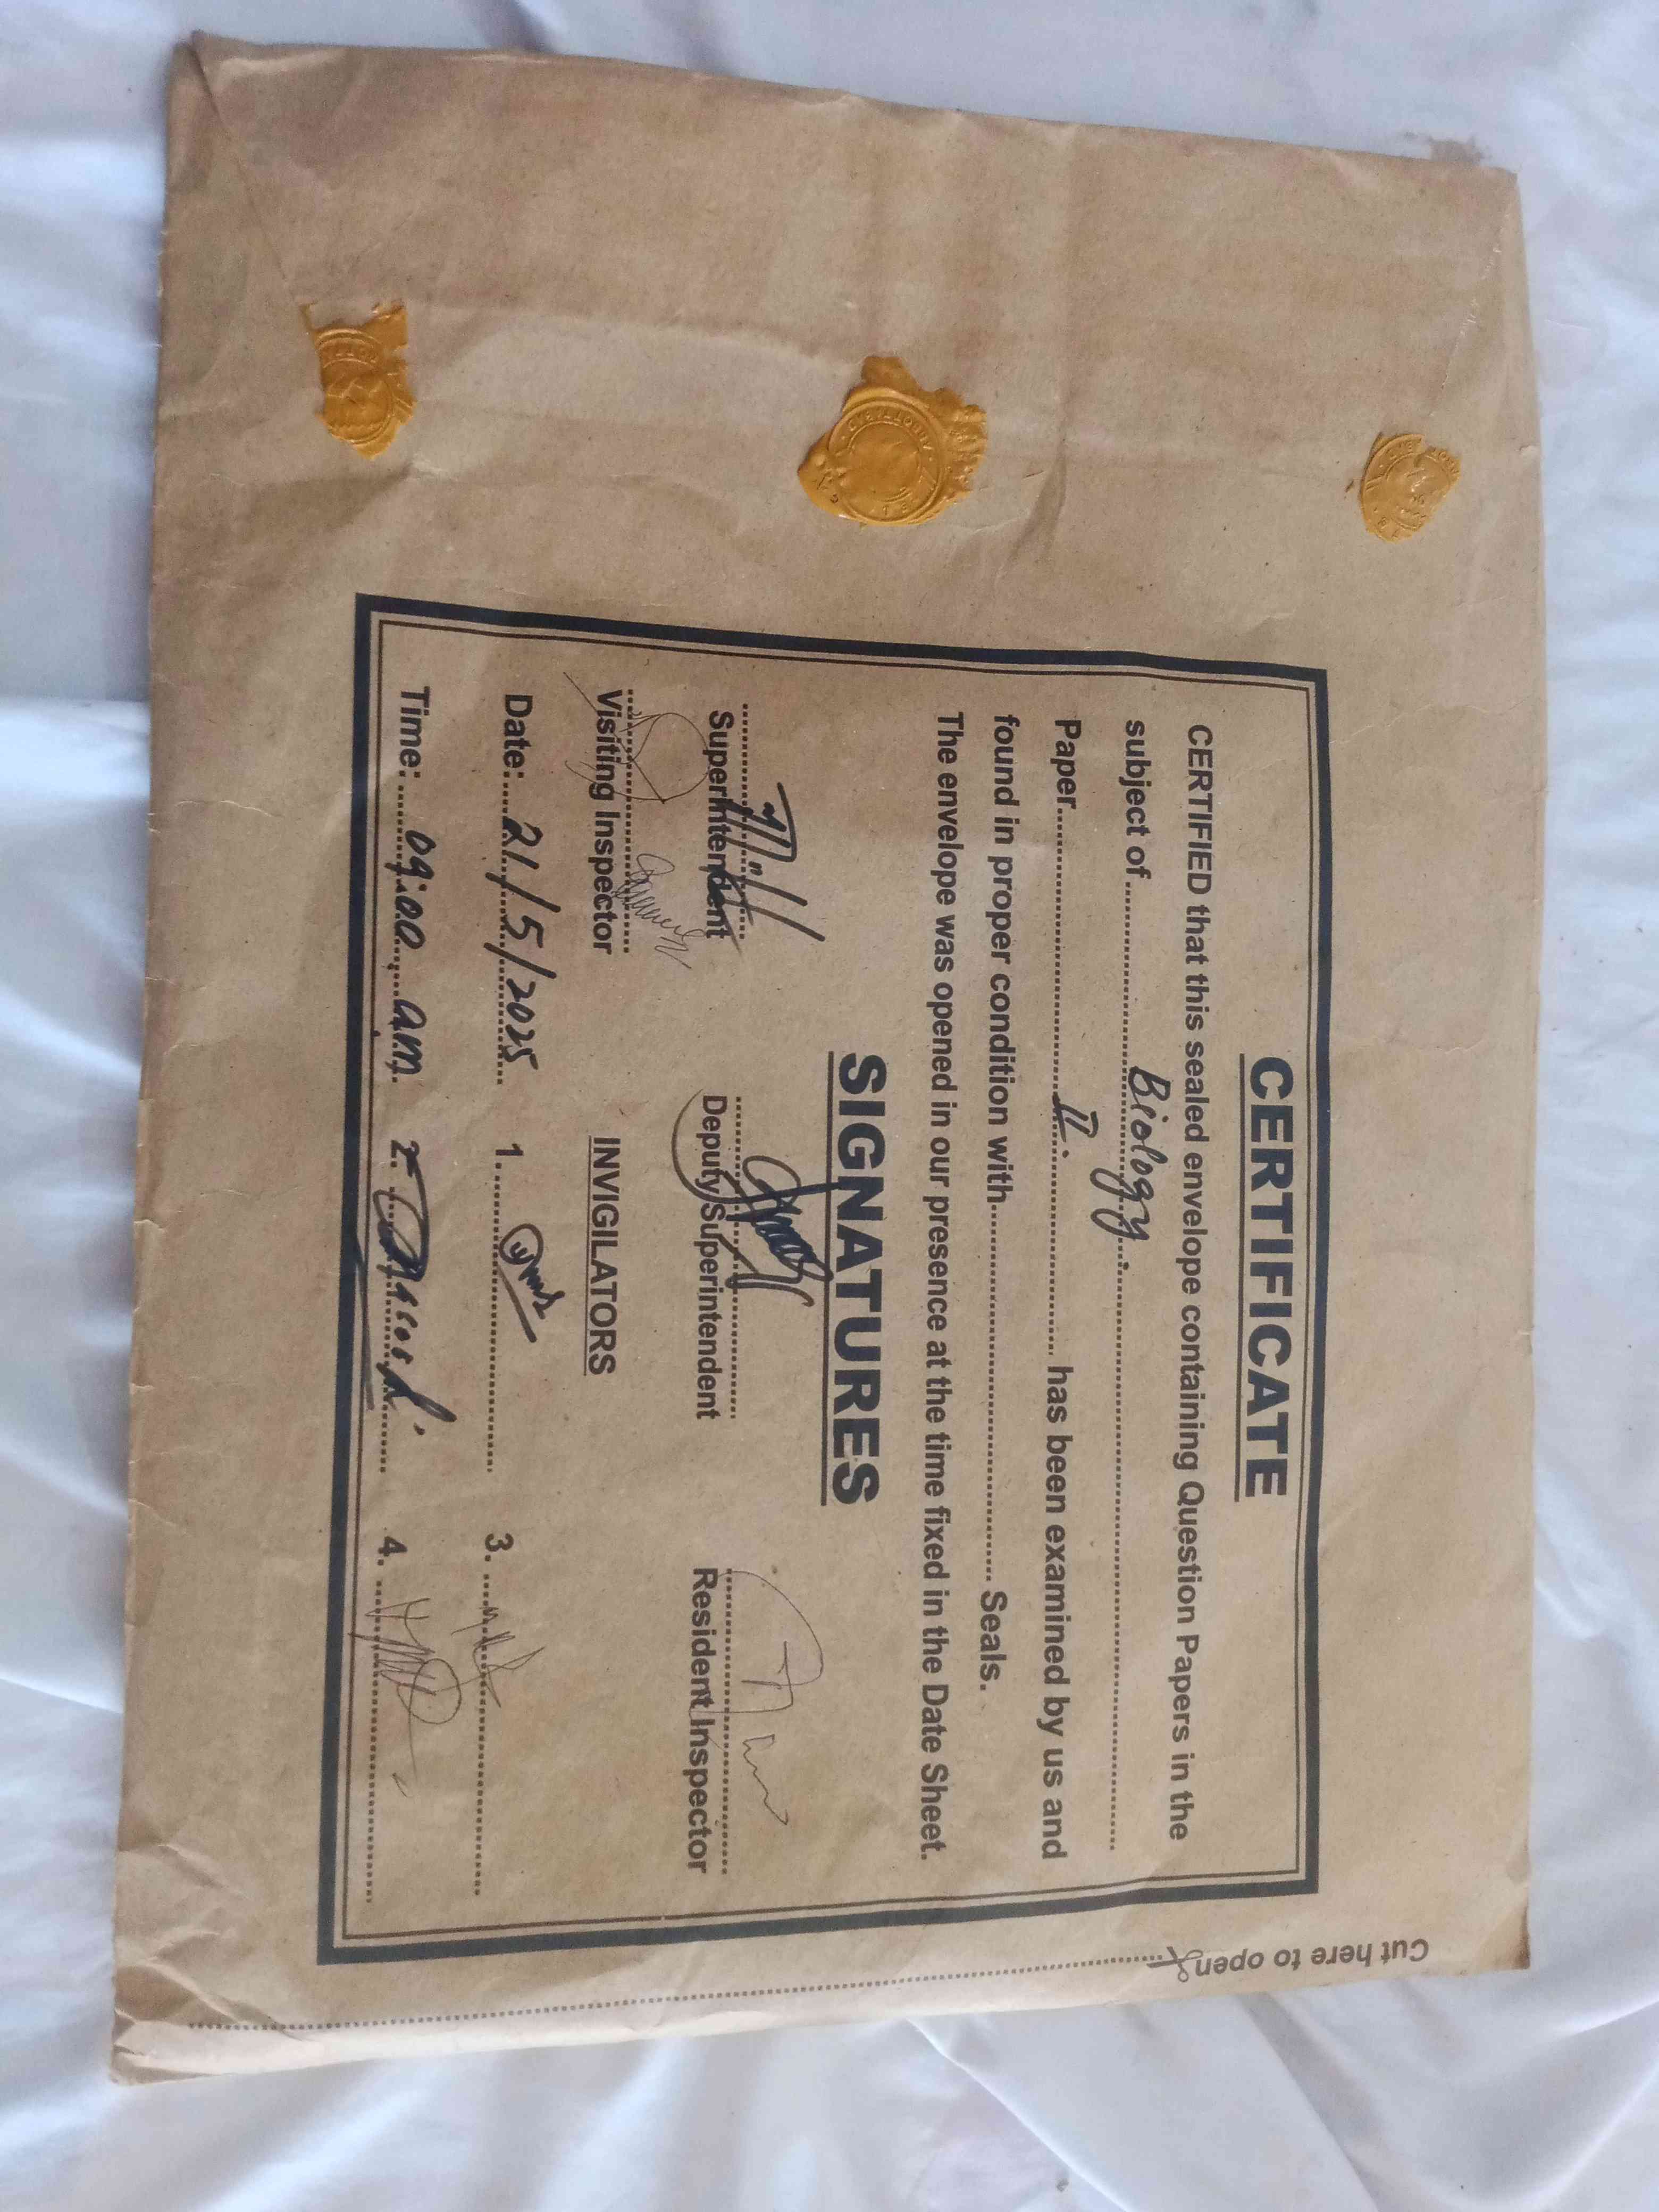 CERTIFICATE
CERTIFIED that this sealed envelope containing Question Papers in the
subject of.......... Biology ..........
Paper.......... II .......... has been examined by us and
found in proper condition with.......... Seals.
The envelope was opened in our presence at the time fixed in the Date Sheet.
SIGNATURES
Superintendent Deputy Superintendent Resident Inspector
Visiting Inspector INVIGILATORS
Date: 21/5/2025 1. 3.
Time: 09:00 am 2. 4.
Cut here to open